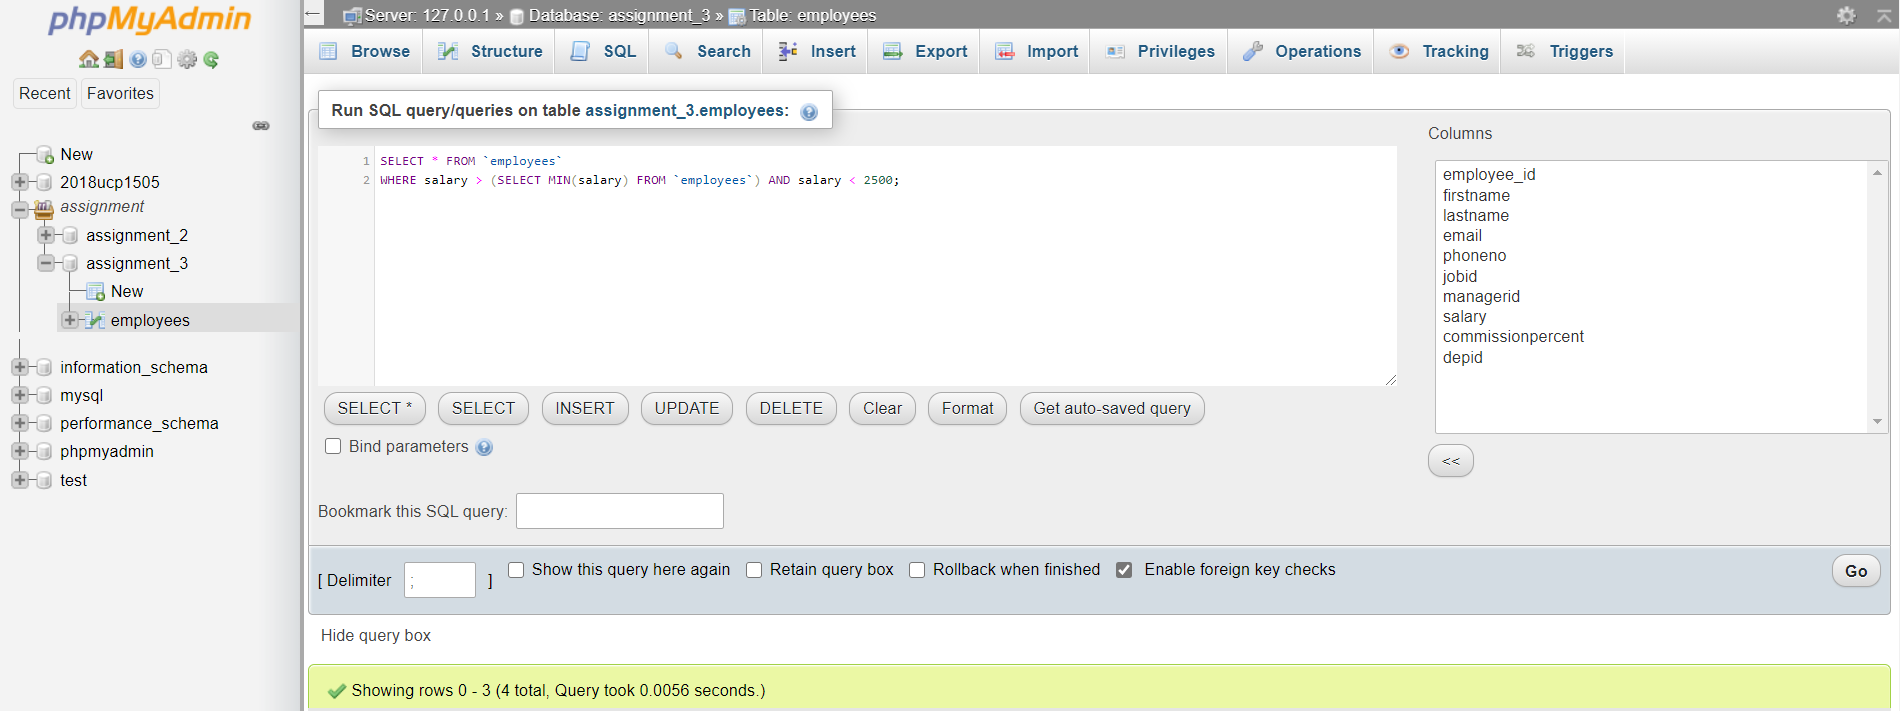 phpMyAdmin
Recent
Favorites
New
2018ucp1505
assignment
assignment_2
assignment_3
New
employees
information_schema
mysql
performance_schema
phpmyadmin
test
Server: 127.0.0.1 » Database: assignment_3 » Table: employees
Browse Structure SQL Search Insert Export Import Privileges Operations Tracking Triggers
Run SQL query/queries on table assignment_3.employees:
1 SELECT * FROM `employees`
2 WHERE salary > (SELECT MIN(salary) FROM `employees`) AND salary < 2500;
Columns
employee_id
firstname
lastname
email
phoneno
jobid
managerid
salary
commissionpercent
depid
SELECT * SELECT INSERT UPDATE DELETE Clear Format Get auto-saved query
<<
Bind parameters
Bookmark this SQL query:
[ Delimiter ; ] Show this query here again Retain query box Rollback when finished Enable foreign key checks Go
Hide query box
Showing rows 0 - 3 (4 total, Query took 0.0056 seconds.)